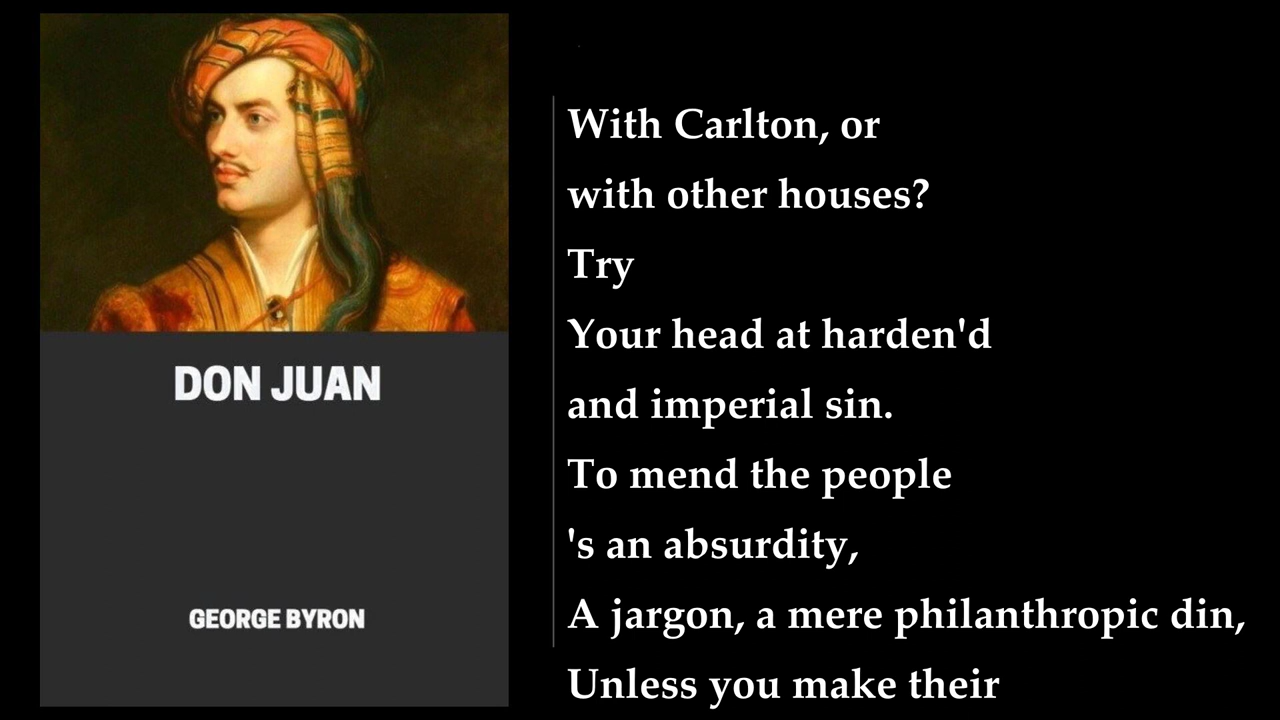 DON JUAN
GEORGE BYRON
With Carlton, or
with other houses?
Try
Your head at harden'd
and imperial sin.
To mend the people
's an absurdity,
A jargon, a mere philanthropic din,
Unless you make their